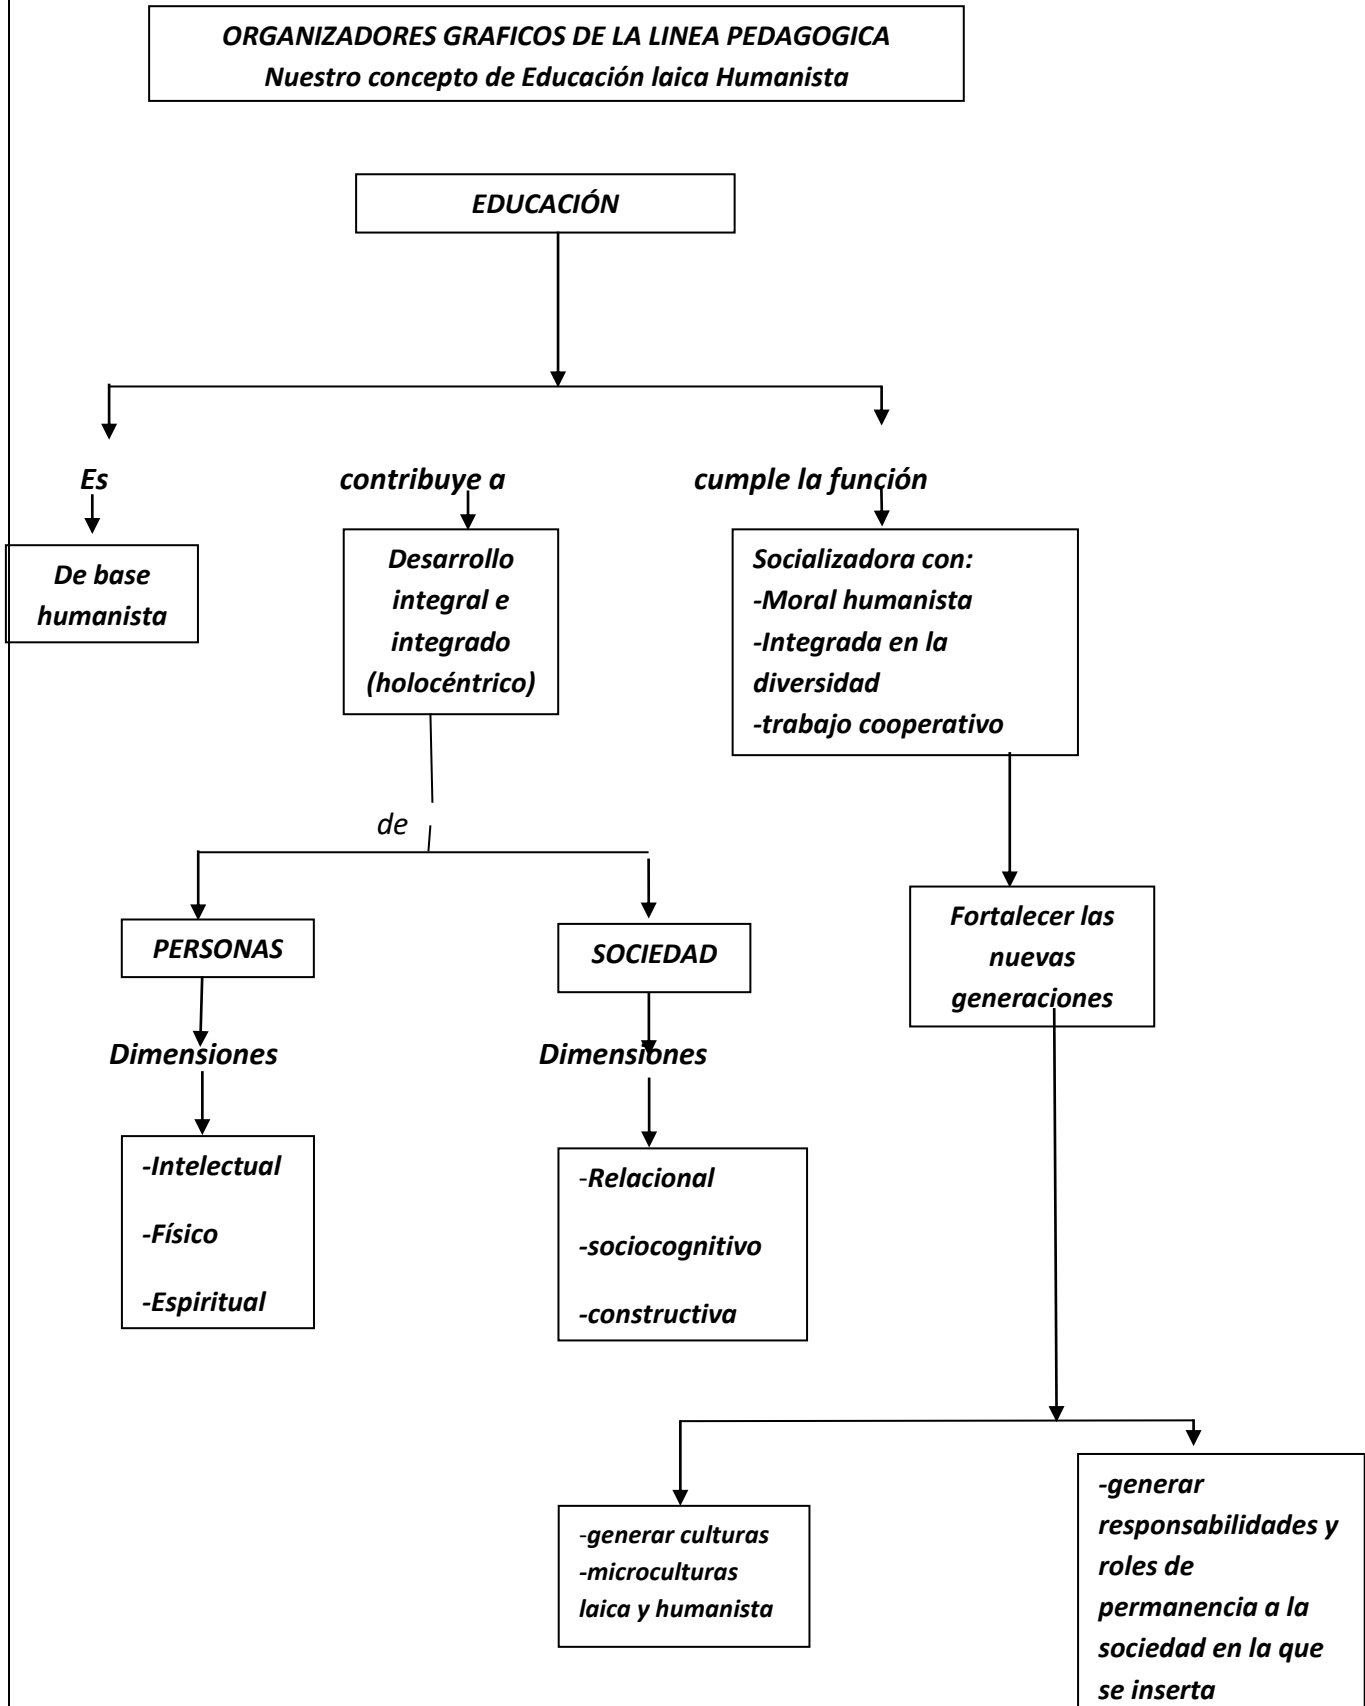 ORGANIZADORES GRAFICOS DE LA LINEA PEDAGOGICA
Nuestro concepto de Educación laica Humanista
EDUCACIÓN
Es
contribuye a
cumple la función
De base
humanista
Desarrollo
integral e
integrado
(holocéntrico)
Socializadora con:
-Moral humanista
-Integrada en la
diversidad
-trabajo cooperativo
de
PERSONAS
SOCIEDAD
Fortalecer las
nuevas
generaciones
Dimensiones
Dimensiones
-Intelectual
-Físico
-Espiritual
-Relacional
-sociocognitivo
-constructiva
-generar culturas
-microculturas
laica y humanista
-generar
responsabilidades y
roles de
permanencia a la
sociedad en la que
se inserta